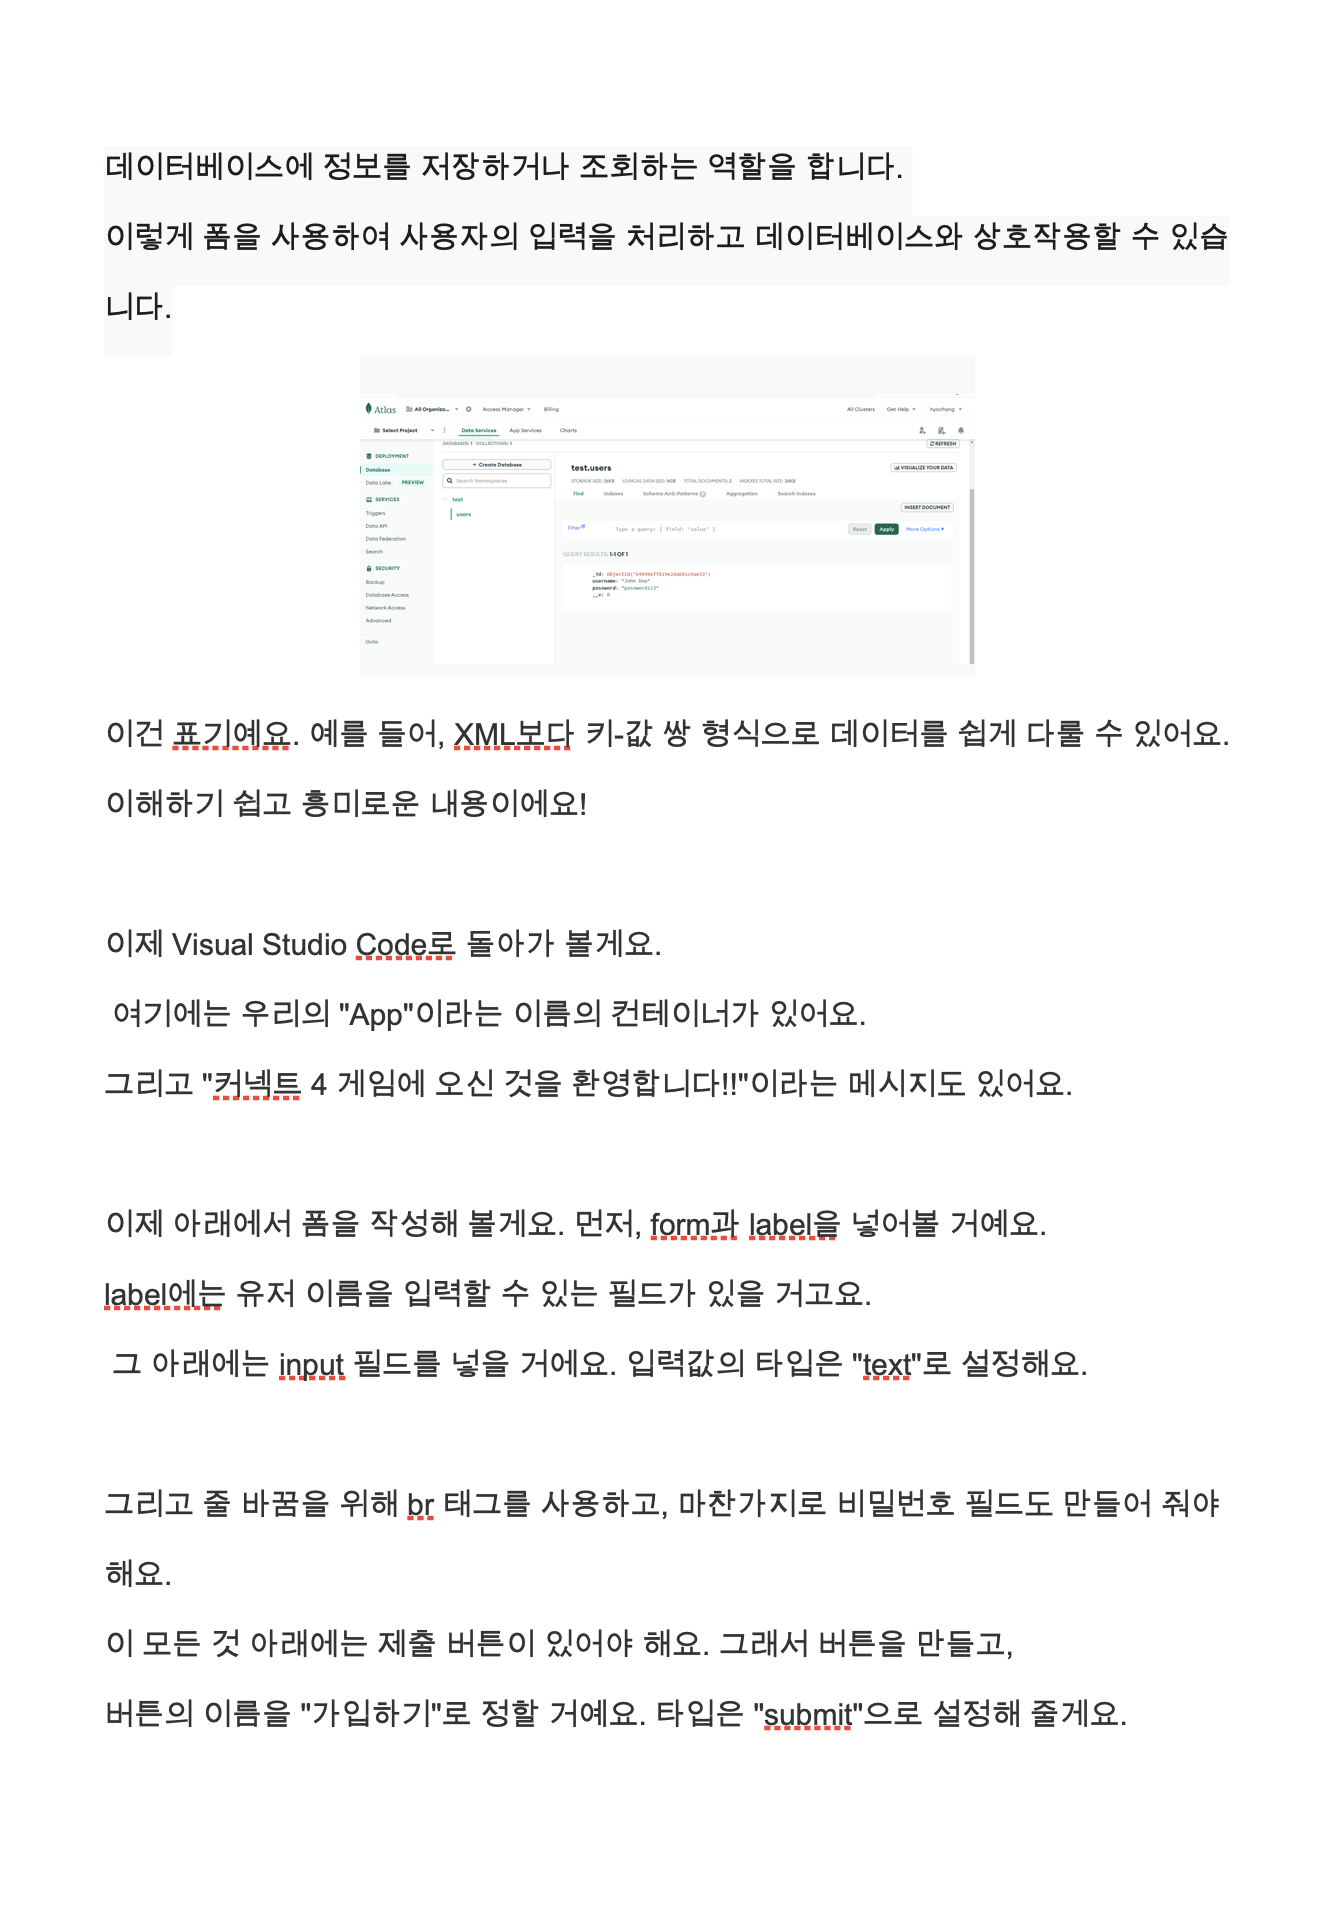 데이터베이스에 정보를 저장하거나 조회하는 역할을 합니다.
이렇게 폼을 사용하여 사용자의 입력을 처리하고 데이터베이스와 상호작용할 수 있습
니다.
Atlas All Organiza... Access Manager Billing All Clusters Get Help hyochang
Select Project Data Services App Services Charts
DATABASES: 1 COLLECTIONS: 1 REFRESH
DEPLOYMENT
Database
Data Lake PREVIEW
SERVICES
Triggers
Data API
Data Federation
Search
SECURITY
Backup
Database Access
Network Access
Advanced
Goto
+ Create Database
Search Namespaces
test
users
test.users VISUALIZE YOUR DATA
STORAGE SIZE: 36KB LOGICAL DATA SIZE: 160B TOTAL DOCUMENTS: 2 INDEXES TOTAL SIZE: 36KB
Find Indexes Schema Anti-Patterns Aggregation Search Indexes
INSERT DOCUMENT
Filter Type a query: { field: 'value' } Reset Apply More Options
QUERY RESULTS: 1-1 OF 1
_id: ObjectId(
username: "John Doe"
password: "password123"
__v: 0
이건 표기예요. 예를 들어, XML보다 키-값 쌍 형식으로 데이터를 쉽게 다룰 수 있어요.
이해하기 쉽고 흥미로운 내용이에요!
이제 Visual Studio Code로 돌아가 볼게요.
여기에는 우리의 "App"이라는 이름의 컨테이너가 있어요.
그리고 "커넥트 4 게임에 오신 것을 환영합니다!!"이라는 메시지도 있어요.
이제 아래에서 폼을 작성해 볼게요. 먼저, form과 label을 넣어볼 거예요.
label에는 유저 이름을 입력할 수 있는 필드가 있을 거고요.
그 아래에는 input 필드를 넣을 거에요. 입력값의 타입은 "text"로 설정해요.
그리고 줄 바꿈을 위해 br 태그를 사용하고, 마찬가지로 비밀번호 필드도 만들어 줘야
해요.
이 모든 것 아래에는 제출 버튼이 있어야 해요. 그래서 버튼을 만들고,
버튼의 이름을 "가입하기"로 정할 거예요. 타입은 "submit"으로 설정해 줄게요.